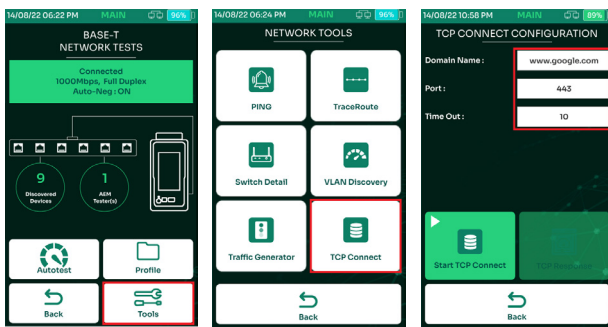 14/08/22 06:22 PM MAIN 96%
BASE-T
NETWORK TESTS
Connected
1000Mbps, Full Duplex
Auto-Neg : ON
9
Discovered
Devices
1
AEM
Tester(s)
Autotest
Profile
Back
Tools
14/08/22 06:24 PM MAIN 96%
NETWORK TOOLS
PING
TraceRoute
Switch Detail
VLAN Discovery
Traffic Generator
TCP Connect
Back
14/08/22 10:58 PM MAIN 89%
TCP CONNECT CONFIGURATION
Domain Name : www.google.com
Port : 443
Time Out : 10
Start TCP Connect
Back